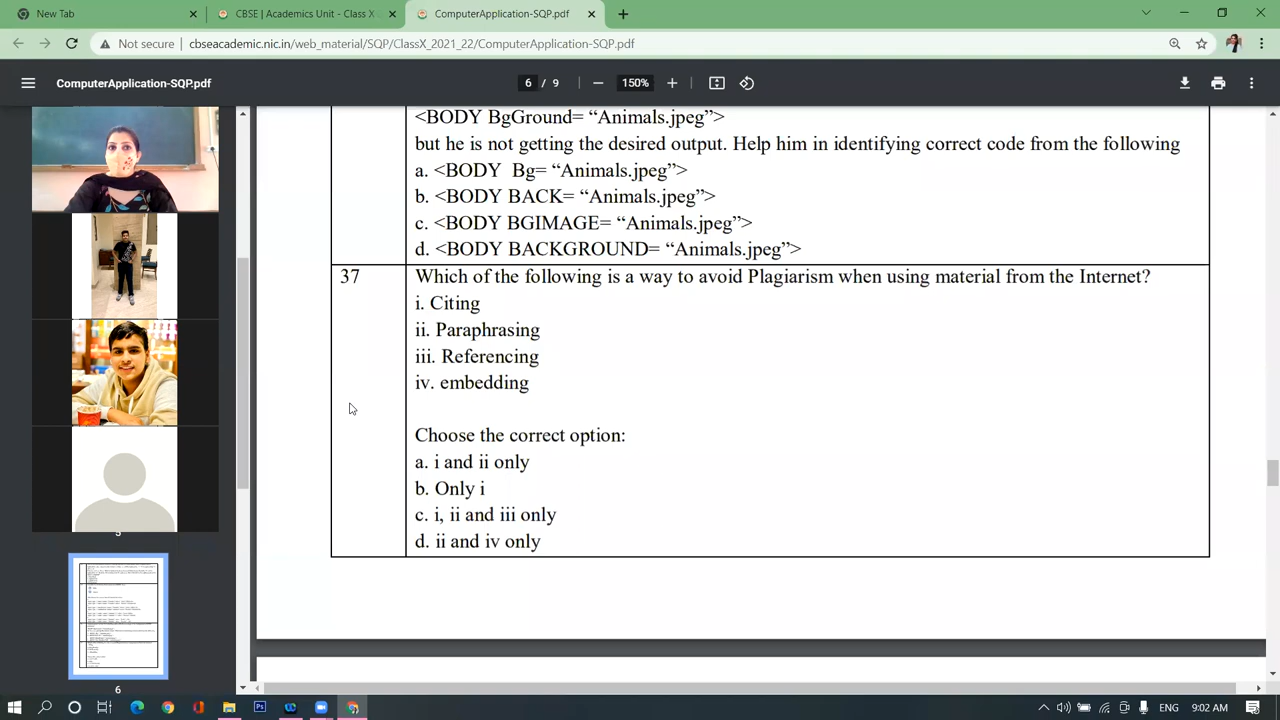 New Tab
CBSE | Academics Unit - Class X
ComputerApplication-SQP.pdf
Not secure | cbseacademic.nic.in/web_material/SQP/ClassX_2021_22/ComputerApplication-SQP.pdf
ComputerApplication-SQP.pdf
6 / 9
150%
<BODY BgGround= “Animals.jpeg”>
but he is not getting the desired output. Help him in identifying correct code from the following
a. <BODY Bg= “Animals.jpeg”>
b. <BODY BACK= “Animals.jpeg”>
c. <BODY BGIMAGE= “Animals.jpeg”>
d. <BODY BACKGROUND= “Animals.jpeg”>
37
Which of the following is a way to avoid Plagiarism when using material from the Internet?
i. Citing
ii. Paraphrasing
iii. Referencing
iv. embedding
Choose the correct option:
a. i and ii only
b. Only i
c. i, ii and iii only
d. ii and iv only
5
6
9:02 AM
ENG